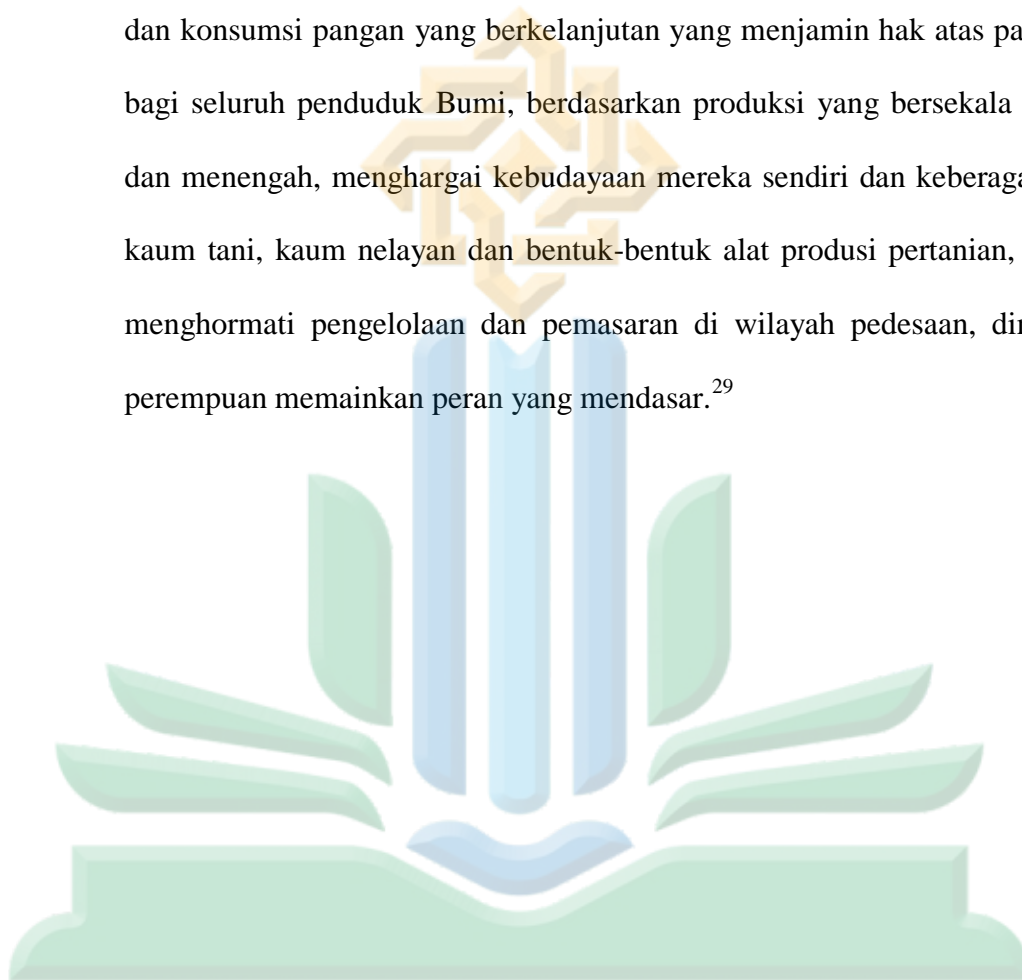 dan konsumsi pangan yang berkelanjutan yang menjamin hak atas pa
bagi seluruh penduduk Bumi, berdasarkan produksi yang bersekala
dan menengah, menghargai kebudayaan mereka sendiri dan keberaga
kaum tani, kaum nelayan dan bentuk-bentuk alat produsi pertanian,
menghormati pengelolaan dan pemasaran di wilayah pedesaan, dir
perempuan memainkan peran yang mendasar.29